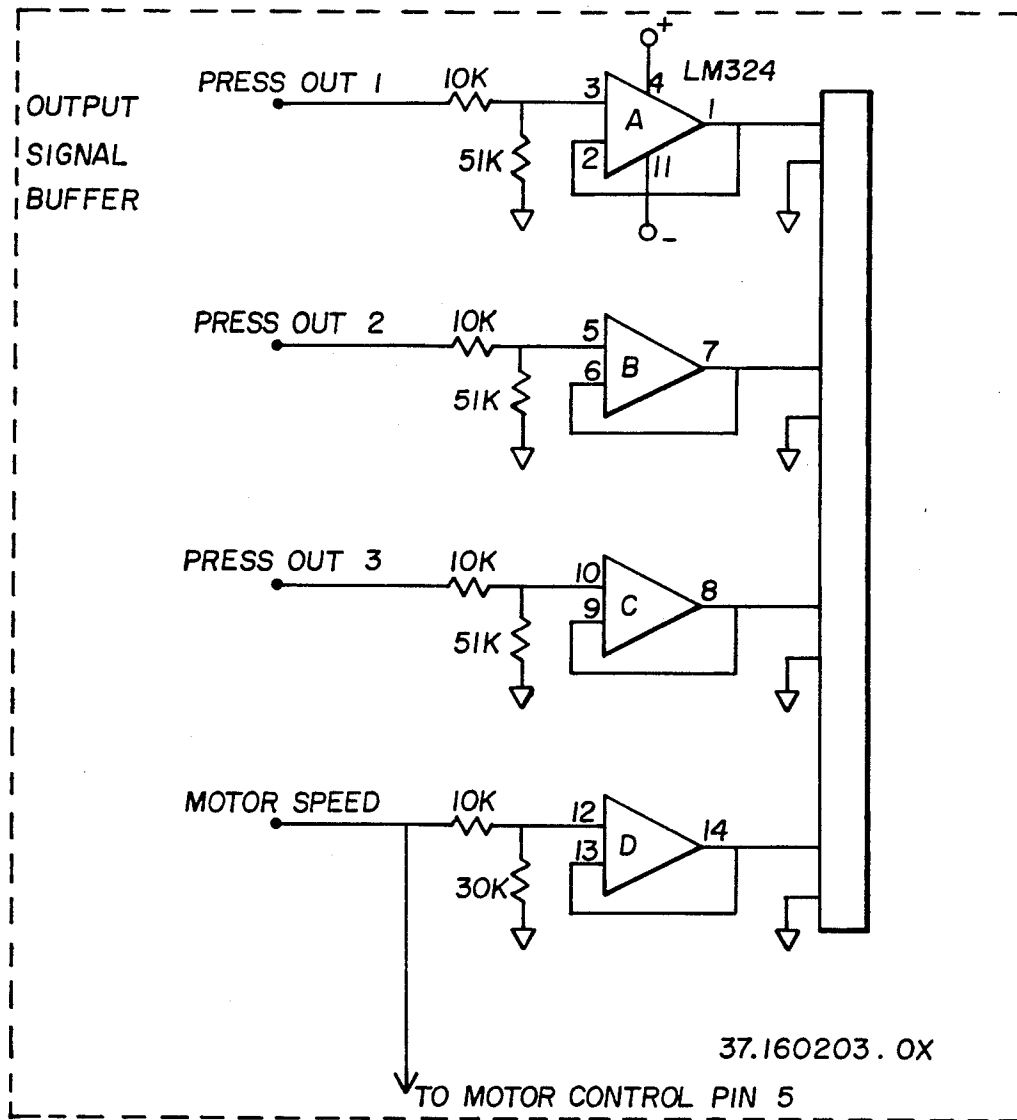 OUTPUT
SIGNAL
BUFFER
PRESS OUT 1
10K
51K
3
2
A
4
11
+
-
LM324
1
PRESS OUT 2
10K
51K
5
6
B
7
PRESS OUT 3
10K
51K
10
9
C
8
MOTOR SPEED
10K
30K
12
13
D
14
37.160203.0X
TO MOTOR CONTROL PIN 5